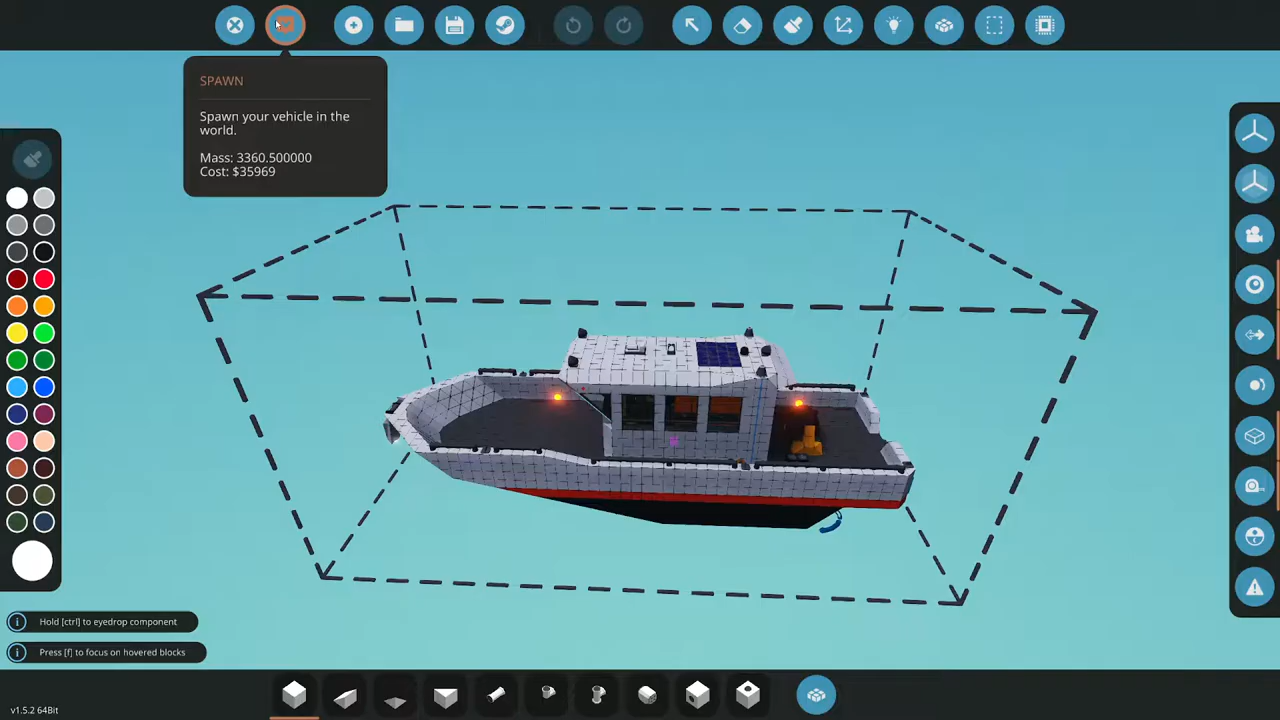 SPAWN
Spawn your vehicle in the
world.
Mass: 3360.500000
Cost: $35969
Hold [ctrl] to eyedrop component
Press [f] to focus on hovered blocks
v1.5.2 64Bit